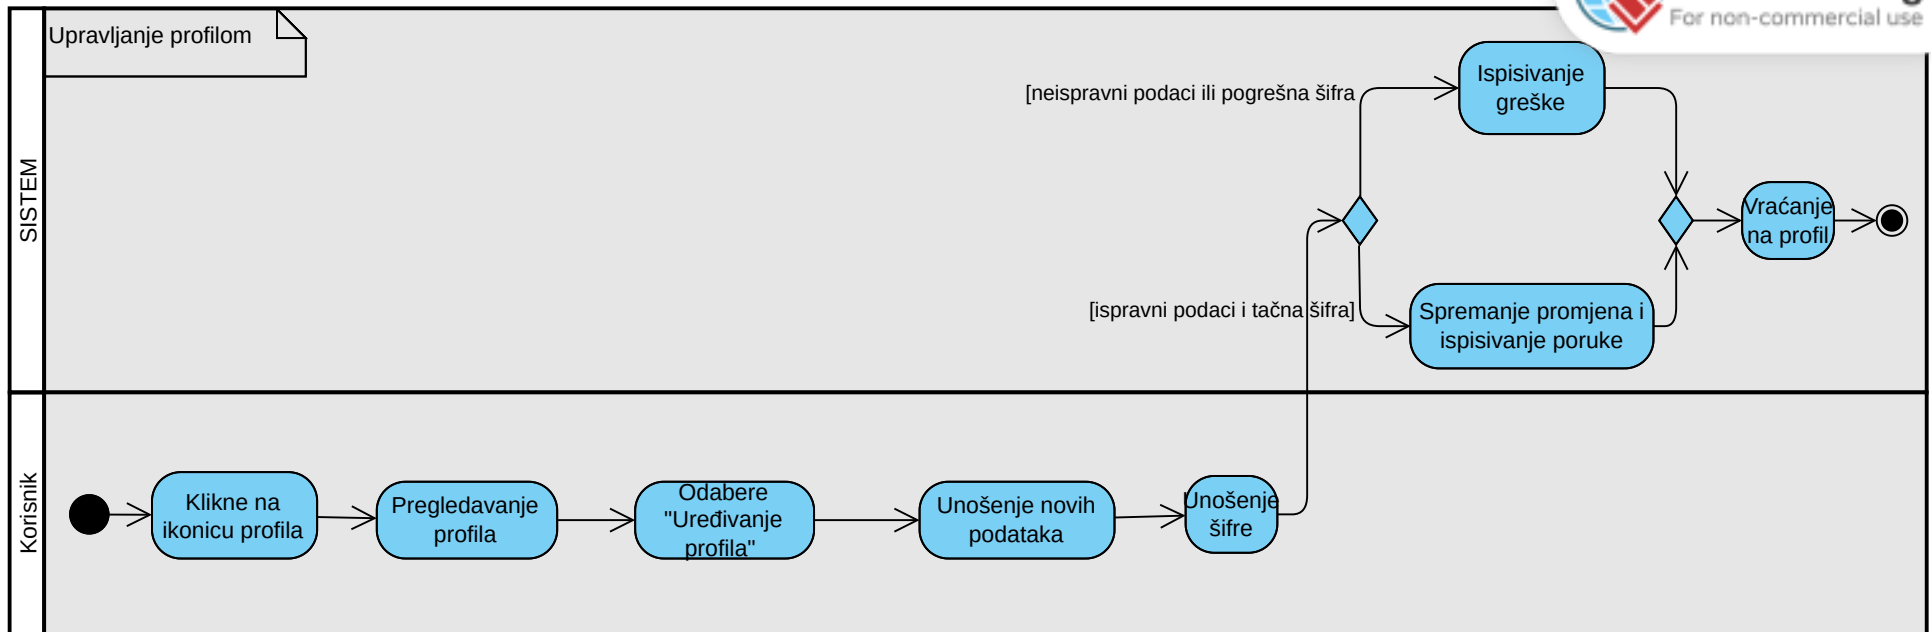 Upravljanje profilom
For non-commercial use
SISTEM
[neispravni podaci ili pogrešna šifra
Ispisivanje
greške
Vraćanje
na profil
[ispravni podaci i tačna šifra]
Spremanje promjena i
ispisivanje poruke
Korisnik
Klikne na
ikonicu profila
Pregledavanje
profila
Odabere
"Uređivanje
profila"
Unošenje novih
podataka
Unošenje
šifre